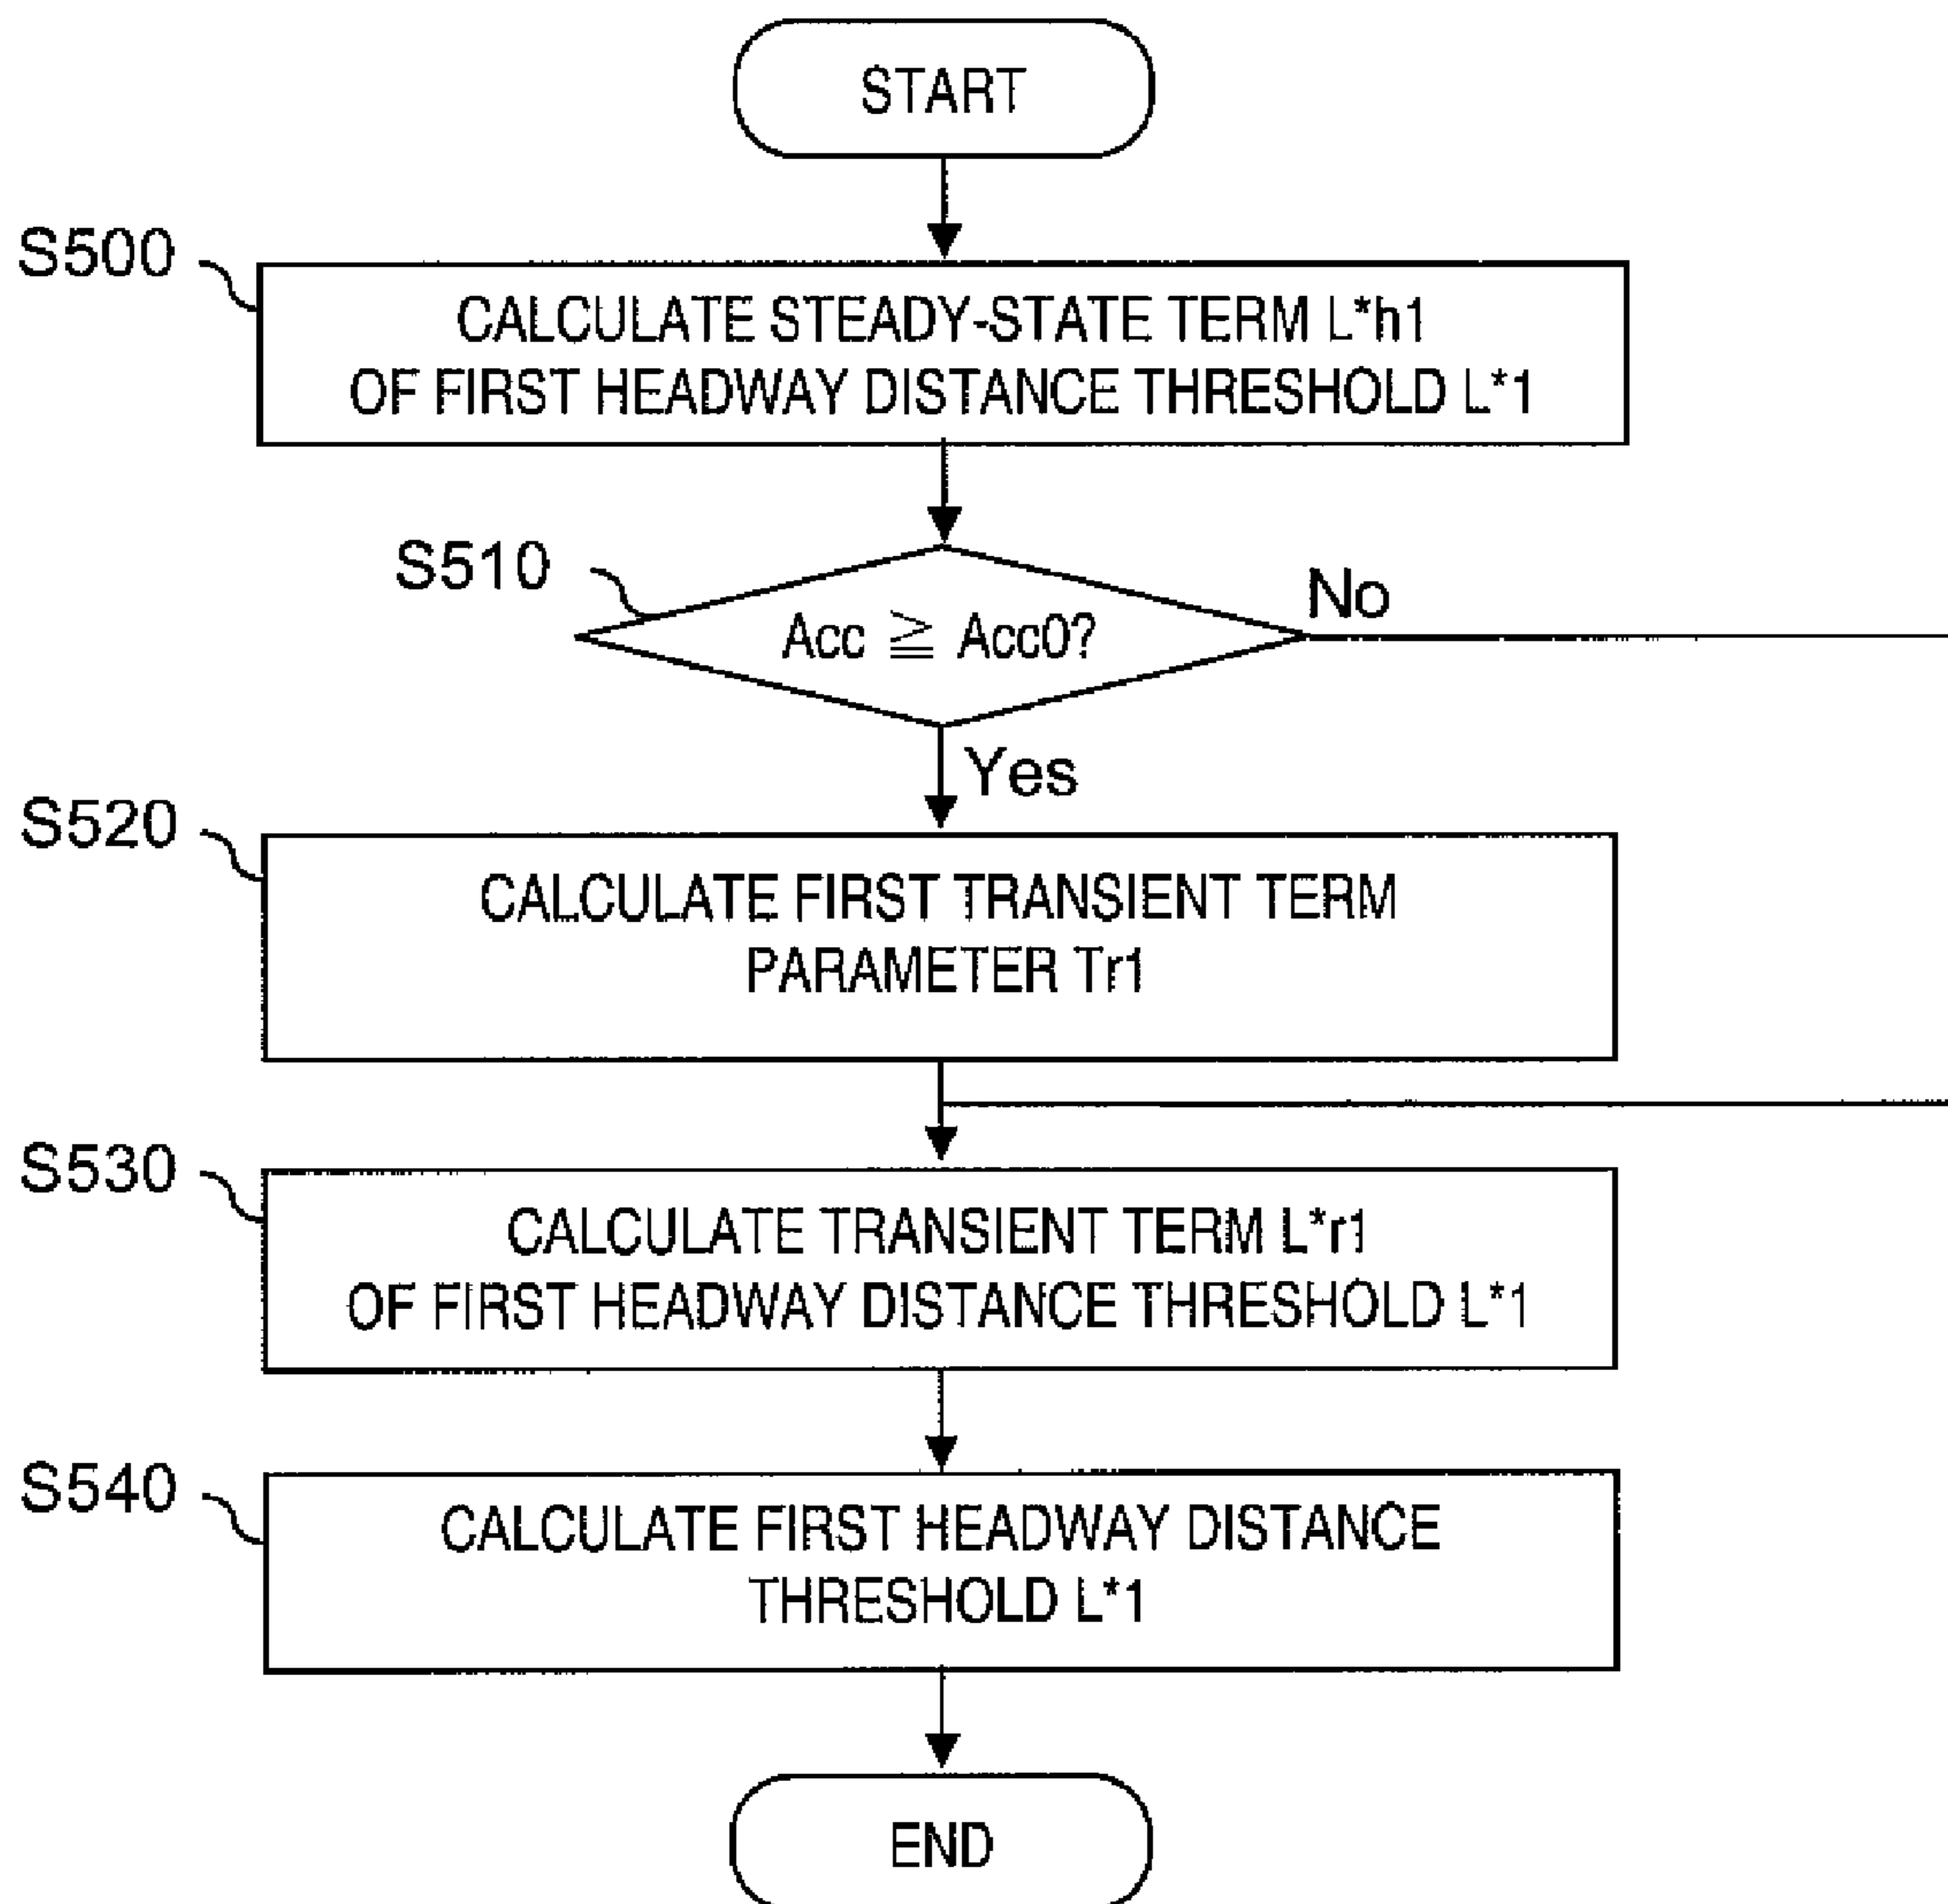 START
S500
CALCULATE STEADY-STATE TERM L*h1
OF FIRST HEADWAY DISTANCE THRESHOLD L*1
S510
Acc ≧ Acc0?
No
Yes
S520
CALCULATE FIRST TRANSIENT TERM
PARAMETER Tr1
S530
CALCULATE TRANSIENT TERM L*r1
OF FIRST HEADWAY DISTANCE THRESHOLD L*1
S540
CALCULATE FIRST HEADWAY DISTANCE
THRESHOLD L*1
END